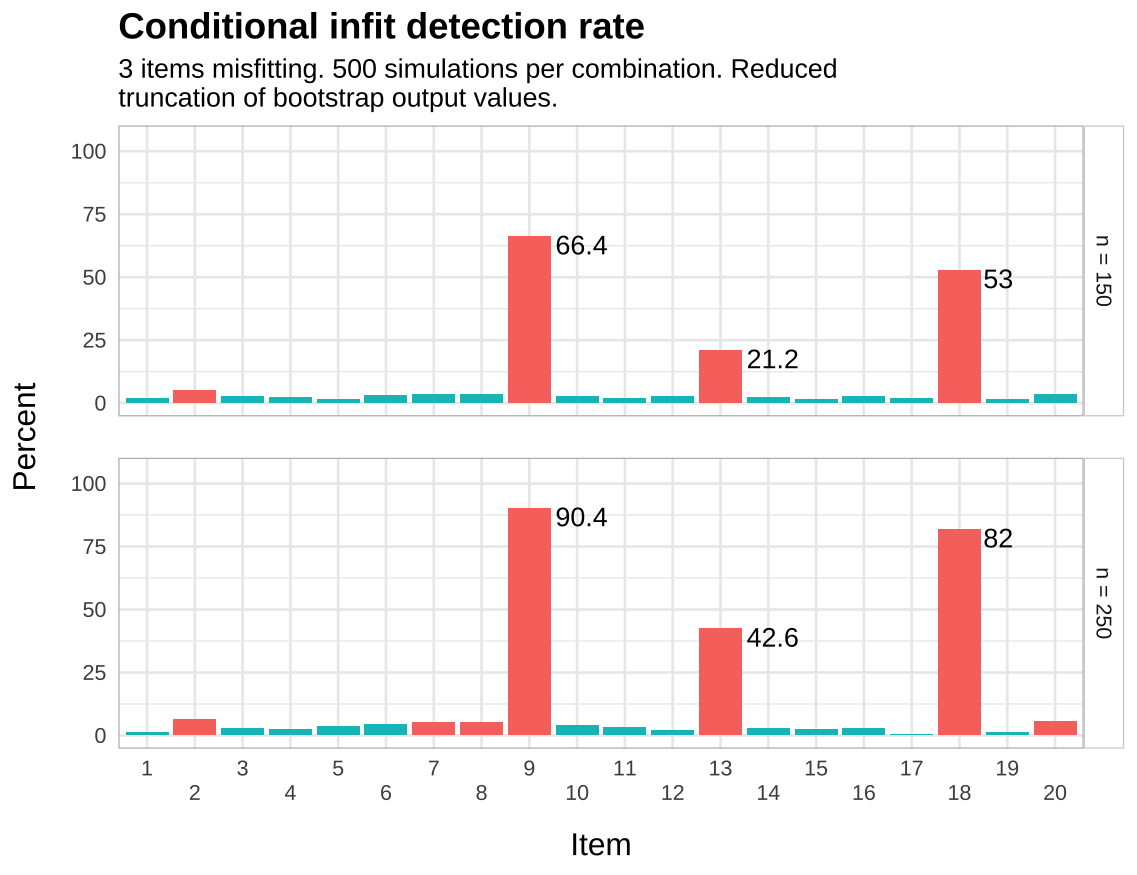 Conditional infit detection rate
3 items misfitting. 500 simulations per combination. Reduced
truncation of bootstrap output values.
Percent
100
75
50
25
0
66.4
21.2
53
n = 150
100
75
50
25
0
90.4
42.6
82
n = 250
1 3 5 7 9 11 13 15 17 19
2 4 6 8 10 12 14 16 18 20
Item